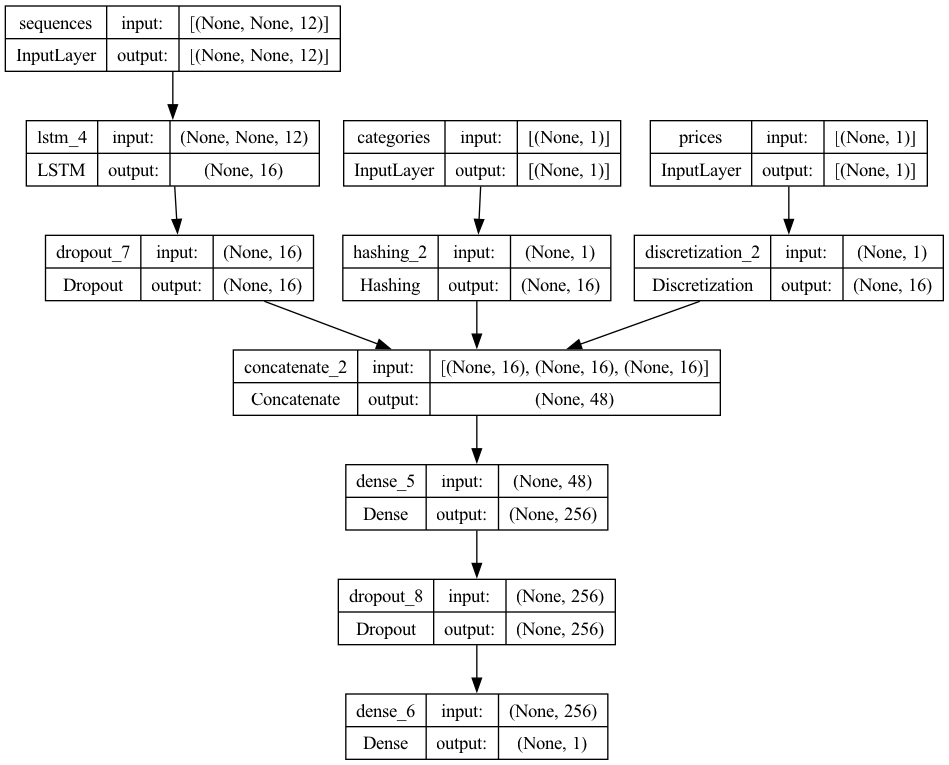 sequences input: [(None, None, 12)]
InputLayer output: [(None, None, 12)]
lstm_4 input: (None, None, 12)
LSTM output: (None, 16)
categories input: [(None, 1)]
InputLayer output: [(None, 1)]
prices input: [(None, 1)]
InputLayer output: [(None, 1)]
dropout_7 input: (None, 16)
Dropout output: (None, 16)
hashing_2 input: (None, 1)
Hashing output: (None, 16)
discretization_2 input: (None, 1)
Discretization output: (None, 16)
concatenate_2 input: [(None, 16), (None, 16), (None, 16)]
Concatenate output: (None, 48)
dense_5 input: (None, 48)
Dense output: (None, 256)
dropout_8 input: (None, 256)
Dropout output: (None, 256)
dense_6 input: (None, 256)
Dense output: (None, 1)